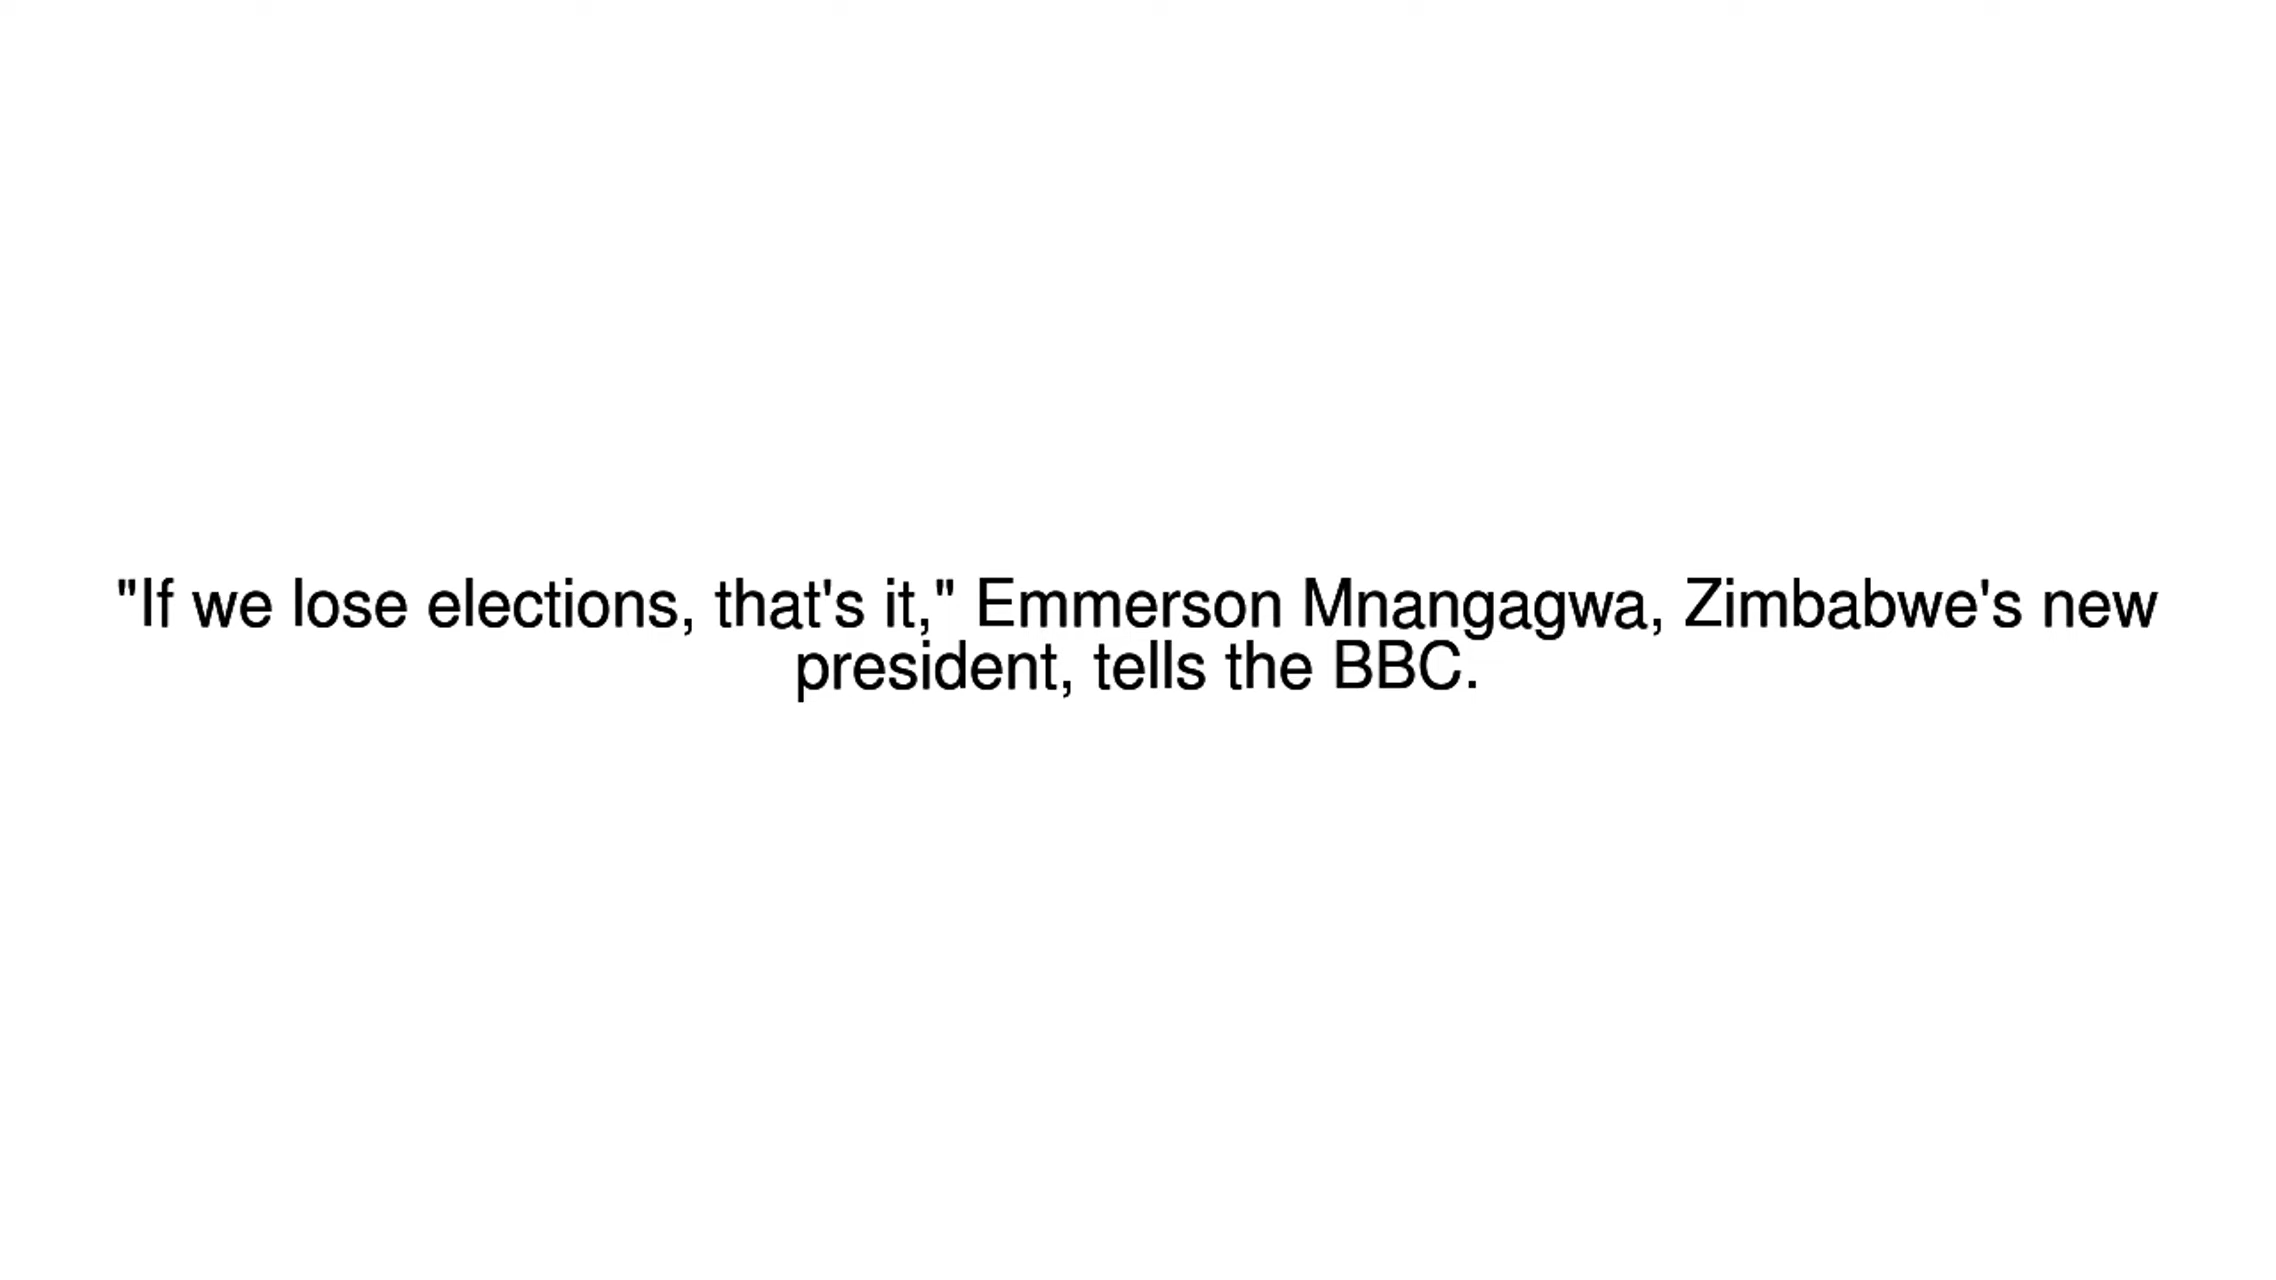 "If we lose elections, that's it," Emmerson Mnangagwa, Zimbabwe's new
president, tells the BBC.